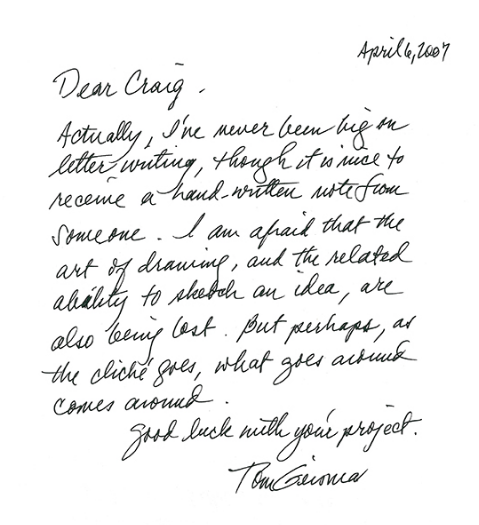 April 6, 2007
Dear Craig.
Actually, I've never been big on
letter writing, though it is nice to
receive a hand-written note from
someone. I am afraid that the
art of drawing, and the related
ability to sketch an idea, are
also being lost. But perhaps, as
the cliché goes, what goes around
comes around.
Good luck with your project.
Tom Geismar